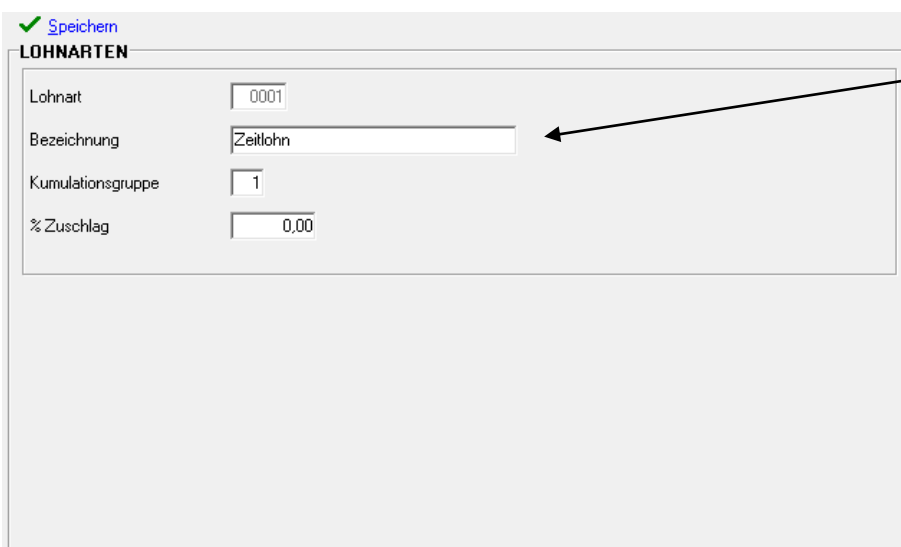 Speichern
LOHNARTEN
Lohnart 0001
Bezeichnung Zeitlohn
Kumulationsgruppe 1
% Zuschlag 0,00